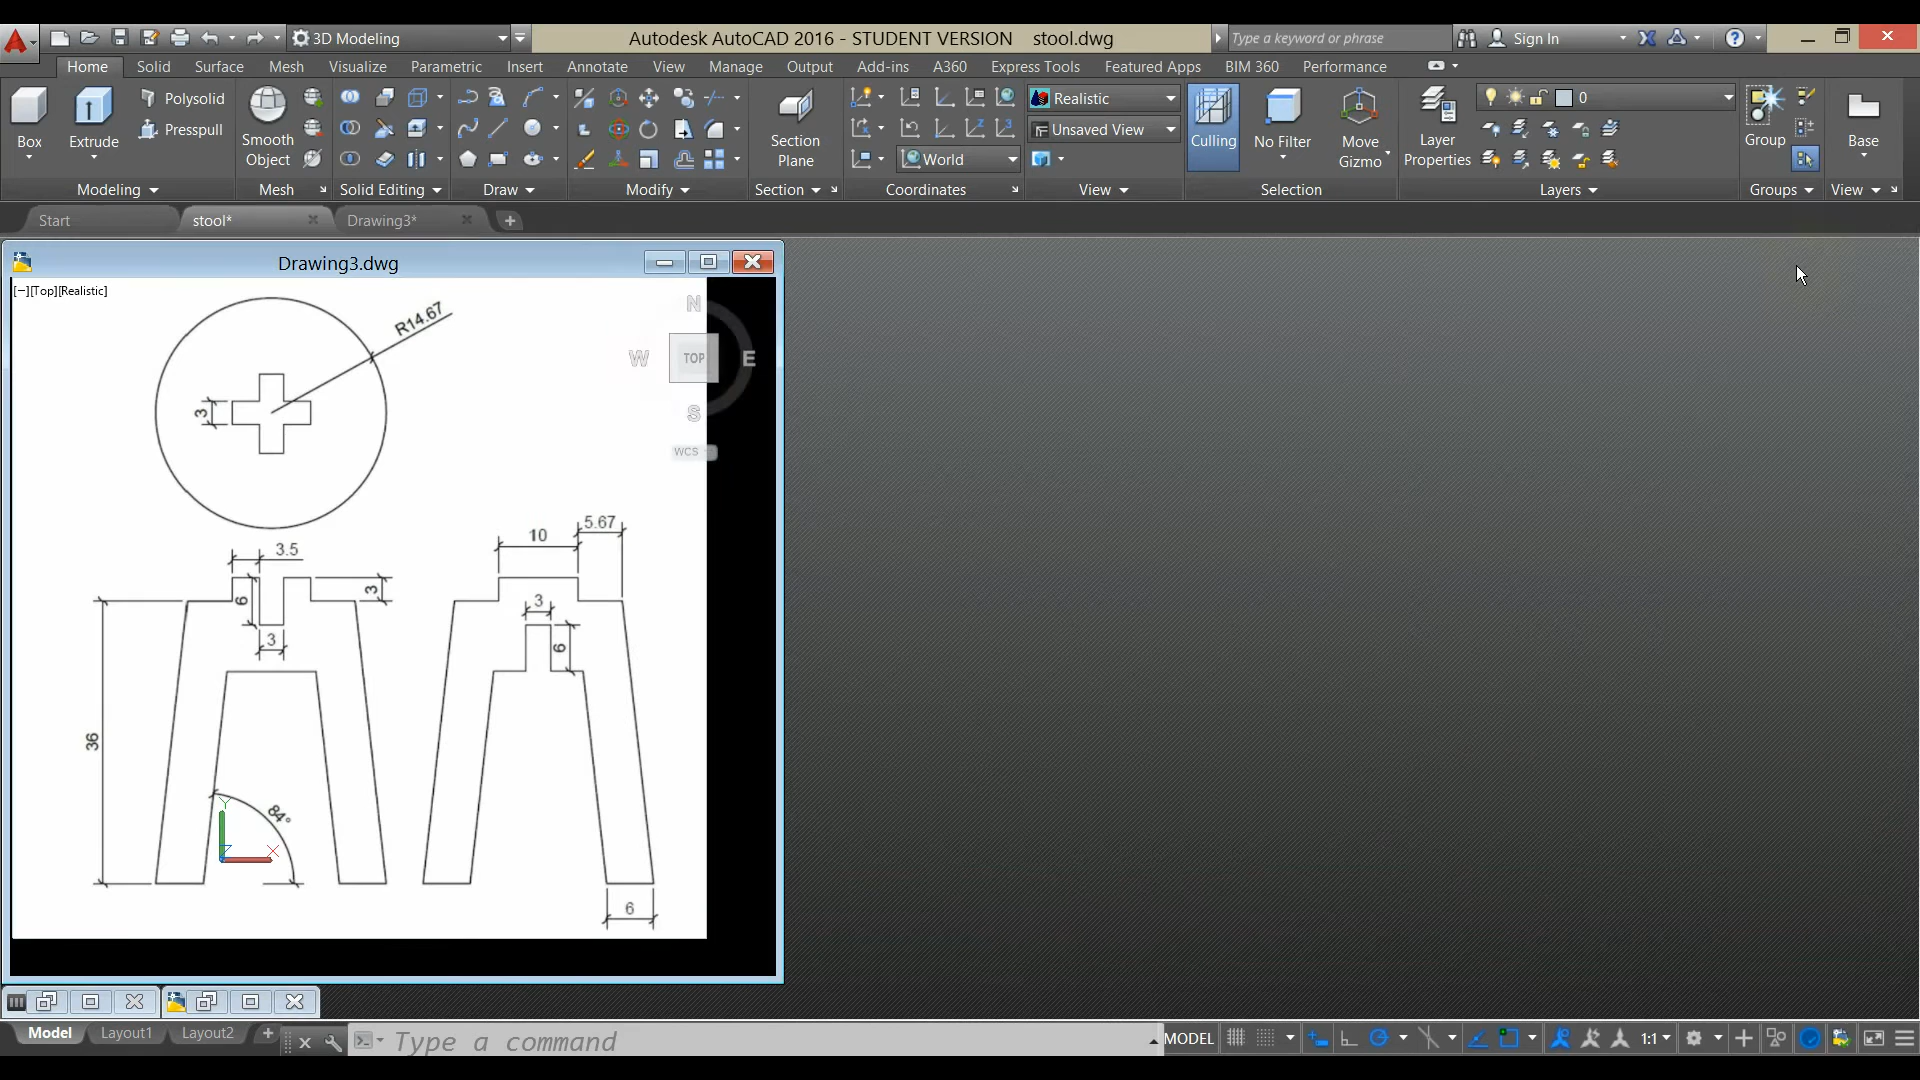 3D Modeling Autodesk AutoCAD 2016 - STUDENT VERSION stool.dwg Type a keyword or phrase Sign In
Home Solid Surface Mesh Visualize Parametric Insert Annotate View Manage Output Add-ins A360 Express Tools Featured Apps BIM 360 Performance
Polysolid Realistic 0
Presspull Unsaved View
Box Extrude Smooth Object Section Plane World Culling No Filter Move Gizmo Layer Properties Group Base
Modeling Mesh Solid Editing Draw Modify Section Coordinates View Selection Layers Groups View
Start stool* Drawing3*
Drawing3.dwg
[−][Top][Realistic]
N
R14.67
W TOP E
3
S
WCS
5.67
10
3.5
3
6
3
3
6
36
84°
Y
X
6
Model Layout1 Layout2 Type a command MODEL 1:1